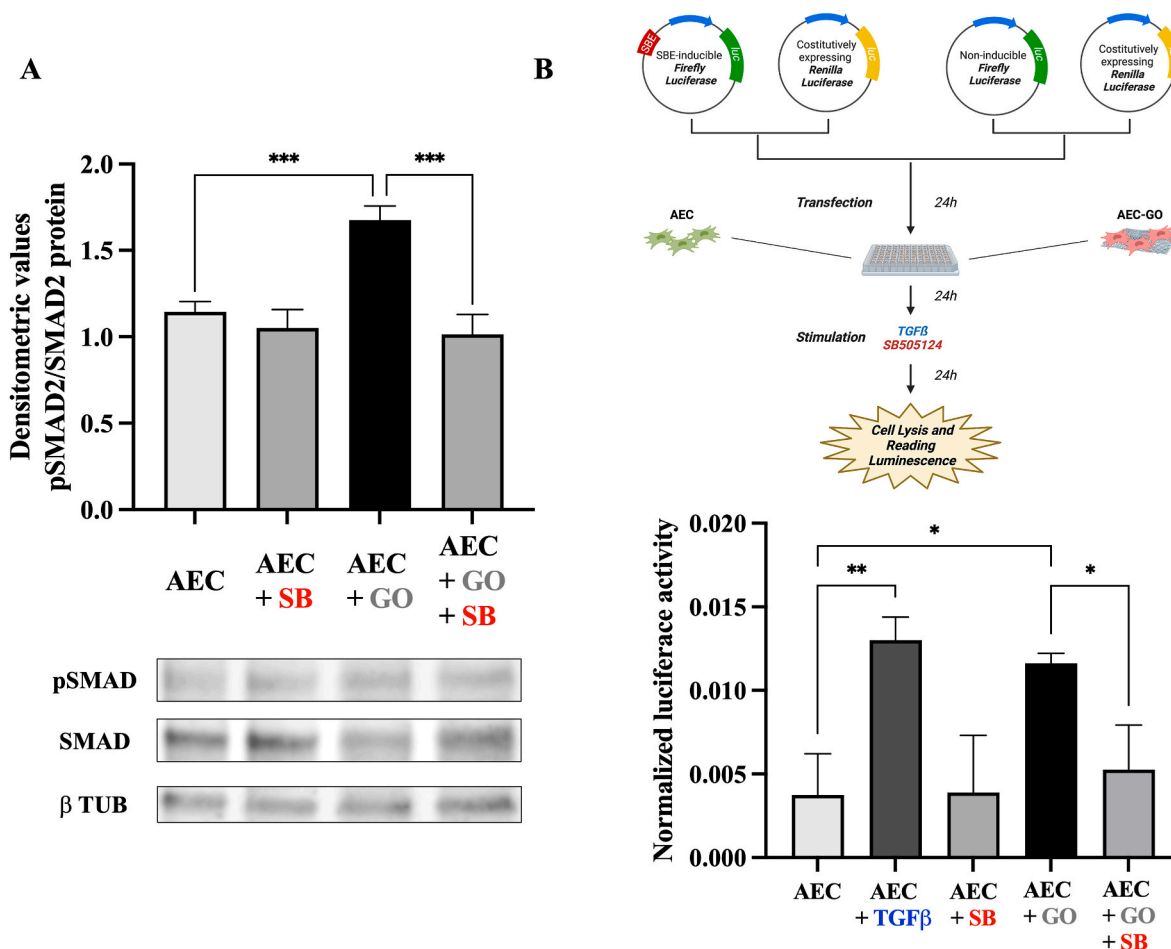 A
Densitometric values
pSMAD2/SMAD2 protein
2.0
1.5
1.0
0.5
0.0
***
***
AEC
AEC
+ SB
AEC
+ GO
AEC
+ GO
+ SB
pSMAD
SMAD
β TUB
B
SBE
luc
SBE-inducible
Firefly
Luciferase
luc
Costitutively
expressing
Renilla
Luciferase
luc
Non-inducible
Firefly
Luciferase
luc
Costitutively
expressing
Renilla
Luciferase
Transfection
24h
AEC
AEC-GO
24h
Stimulation
TGFß
SB505124
24h
Cell Lysis and
Reading
Luminescence
Normalized luciferace activity
0.020
0.015
0.010
0.005
0.000
*
**
*
AEC
AEC
+ TGFβ
AEC
+ SB
AEC
+ GO
AEC
+ GO
+ SB